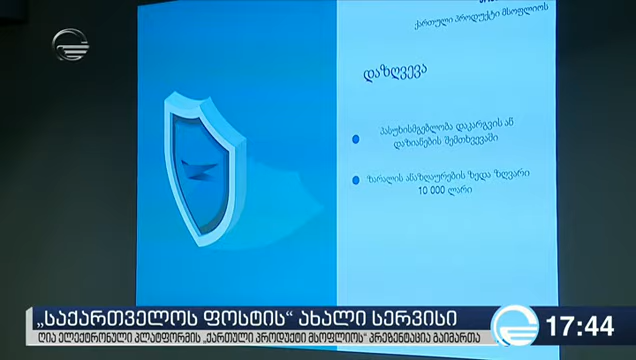 ქართული პროდუქტი მსოფლიოს
დაზღვევა
პასუხისმგებლობა დაკარგვის ან
დაზიანების შემთხვევაში
ზარალის ანაზღაურების ზედა ზღვარი
10 000 ლარი
„საქართველოს ფოსტის“ ახალი სერვისი
ღია ელექტრონული პლატფორმის „ქართული პროდუქტი მსოფლიოს“ პრეზენტაცია გაიმართა
17:44